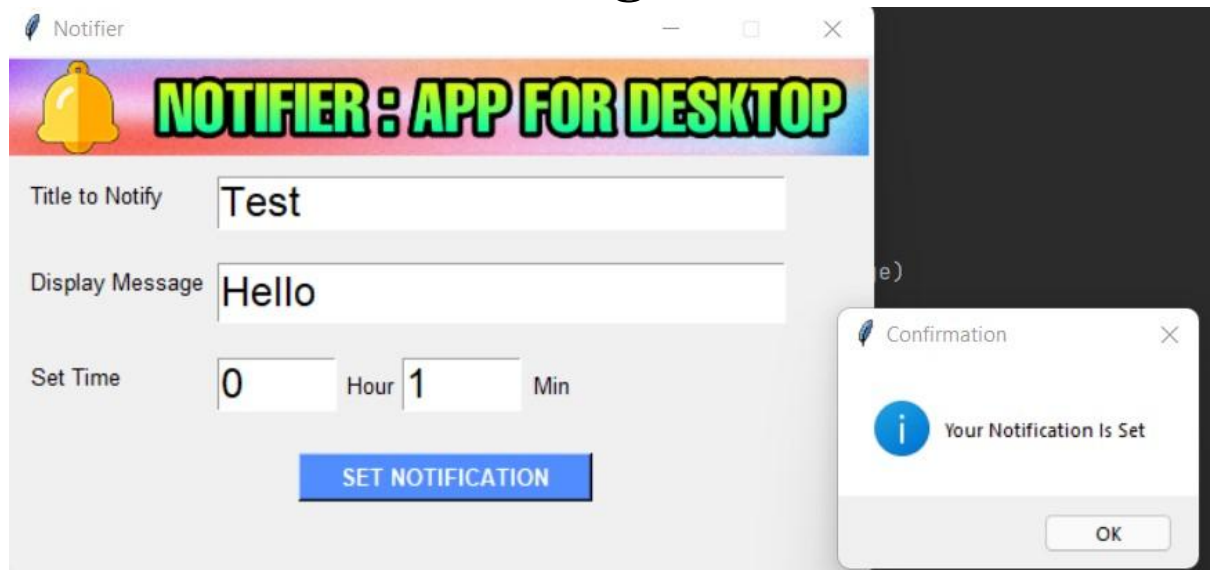 Notifier
NOTIFIER : APP FOR DESKTOP
Title to Notify Test
Display Message Hello
Set Time 0 Hour 1 Min
SET NOTIFICATION
e)
Confirmation
i Your Notification Is Set
OK